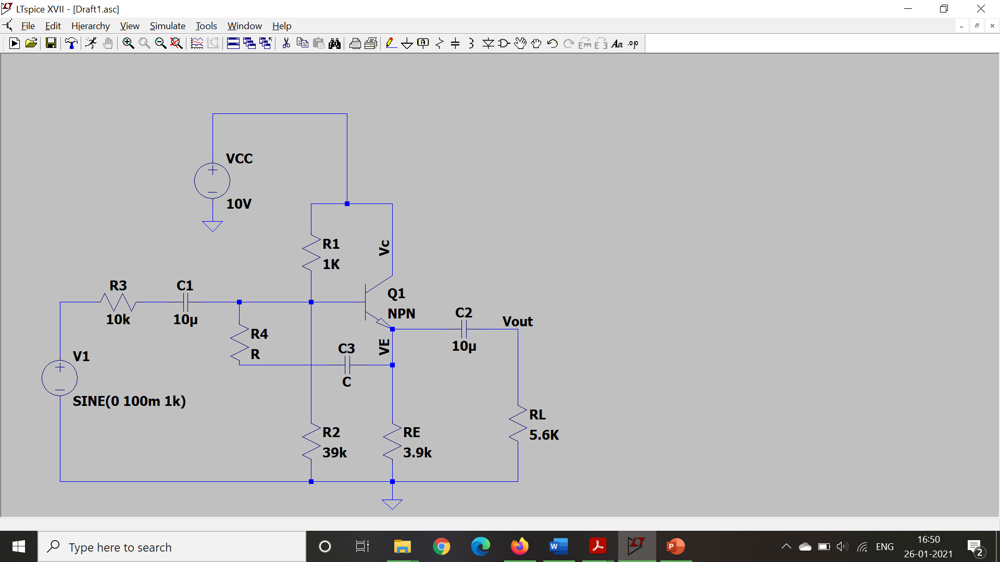 LTspice XVII - [Draft1.asc]
File Edit Hierarchy View Simulate Tools Window Help
Aa .op
VCC
10V
R1
1K
Vc
R3
10k
C1
10µ
Q1
NPN
C2
10µ
Vout
R4
R
C3
C
VE
V1
SINE(0 100m 1k)
R2
39k
RE
3.9k
RL
5.6K
Type here to search
ENG
16:50
26-01-2021
2